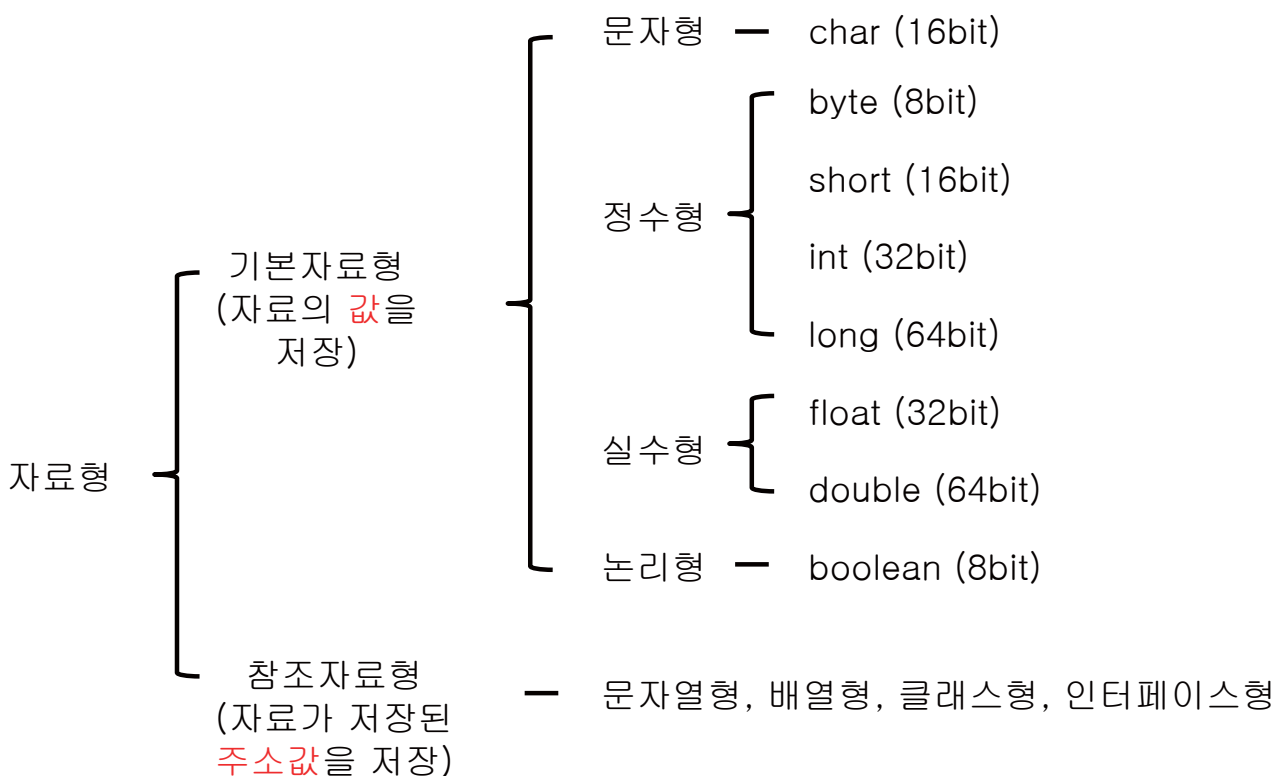 문자형
char (16bit)
byte (8bit)
short (16bit)
정수형
int (32bit)
long (64bit)
기본자료형
(자료의 값을
저장)
float (32bit)
실수형
double (64bit)
자료형
논리형
boolean (8bit)
참조자료형
(자료가 저장된
주소값을 저장)
문자열형, 배열형, 클래스형, 인터페이스형